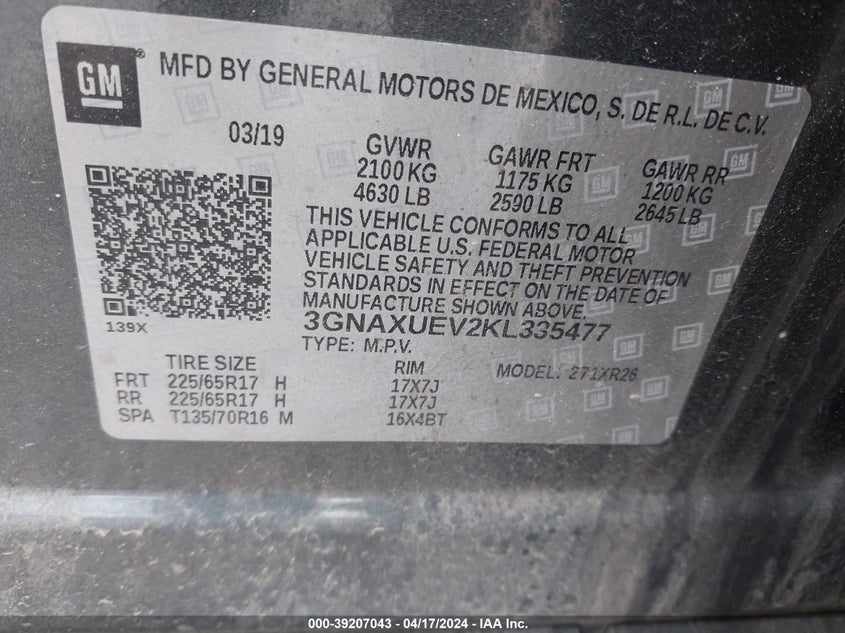 GM
MFD BY GENERAL MOTORS DE MEXICO, S. DE R.L. DE C.V.
03/19 GVWR GAWR FRT GAWR RR
2100 KG 1175 KG 1200 KG
4630 LB 2590 LB 2645 LB
THIS VEHICLE CONFORMS TO ALL
APPLICABLE U.S. FEDERAL MOTOR
VEHICLE SAFETY AND THEFT PREVENTION
STANDARDS IN EFFECT ON THE DATE OF
MANUFACTURE SHOWN ABOVE.
3GNAXUEV2KL335477
139X
TYPE: M.P.V.
TIRE SIZE RIM MODEL: 271XR26
FRT 225/65R17 H 17X7J
RR 225/65R17 H 17X7J
SPA T135/70R16 M 16X4BT
000-39207043 - 04/17/2024 - IAA Inc.